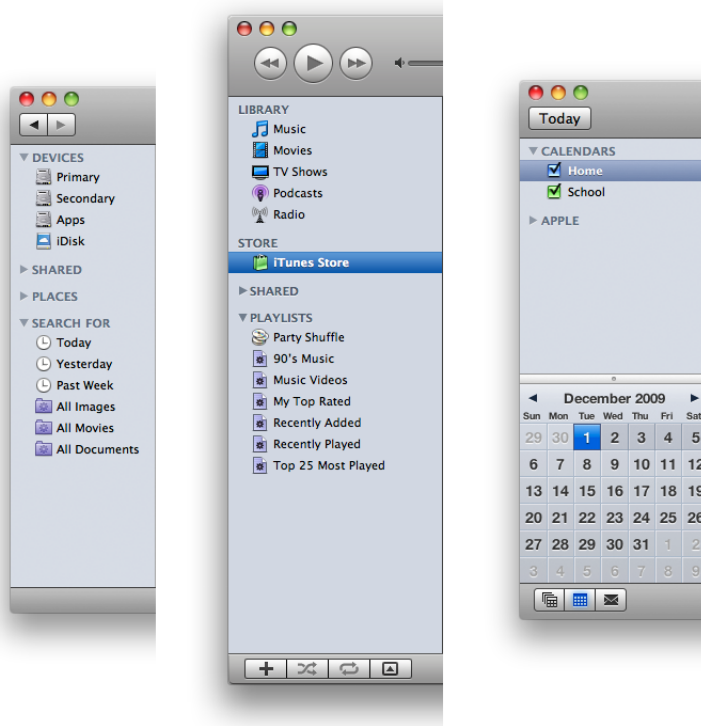 DEVICES
Primary
Secondary
Apps
iDisk
SHARED
PLACES
SEARCH FOR
Today
Yesterday
Past Week
All Images
All Movies
All Documents
LIBRARY
Music
Movies
TV Shows
Podcasts
Radio
STORE
iTunes Store
SHARED
PLAYLISTS
Party Shuffle
90's Music
Music Videos
My Top Rated
Recently Added
Recently Played
Top 25 Most Played
Today
CALENDARS
Home
School
APPLE
December 2009
Sun Mon Tue Wed Thu Fri Sat
29 30 1 2 3 4 5
6 7 8 9 10 11 12
13 14 15 16 17 18 19
20 21 22 23 24 25 26
27 28 29 30 31 1 2
3 4 5 6 7 8 9